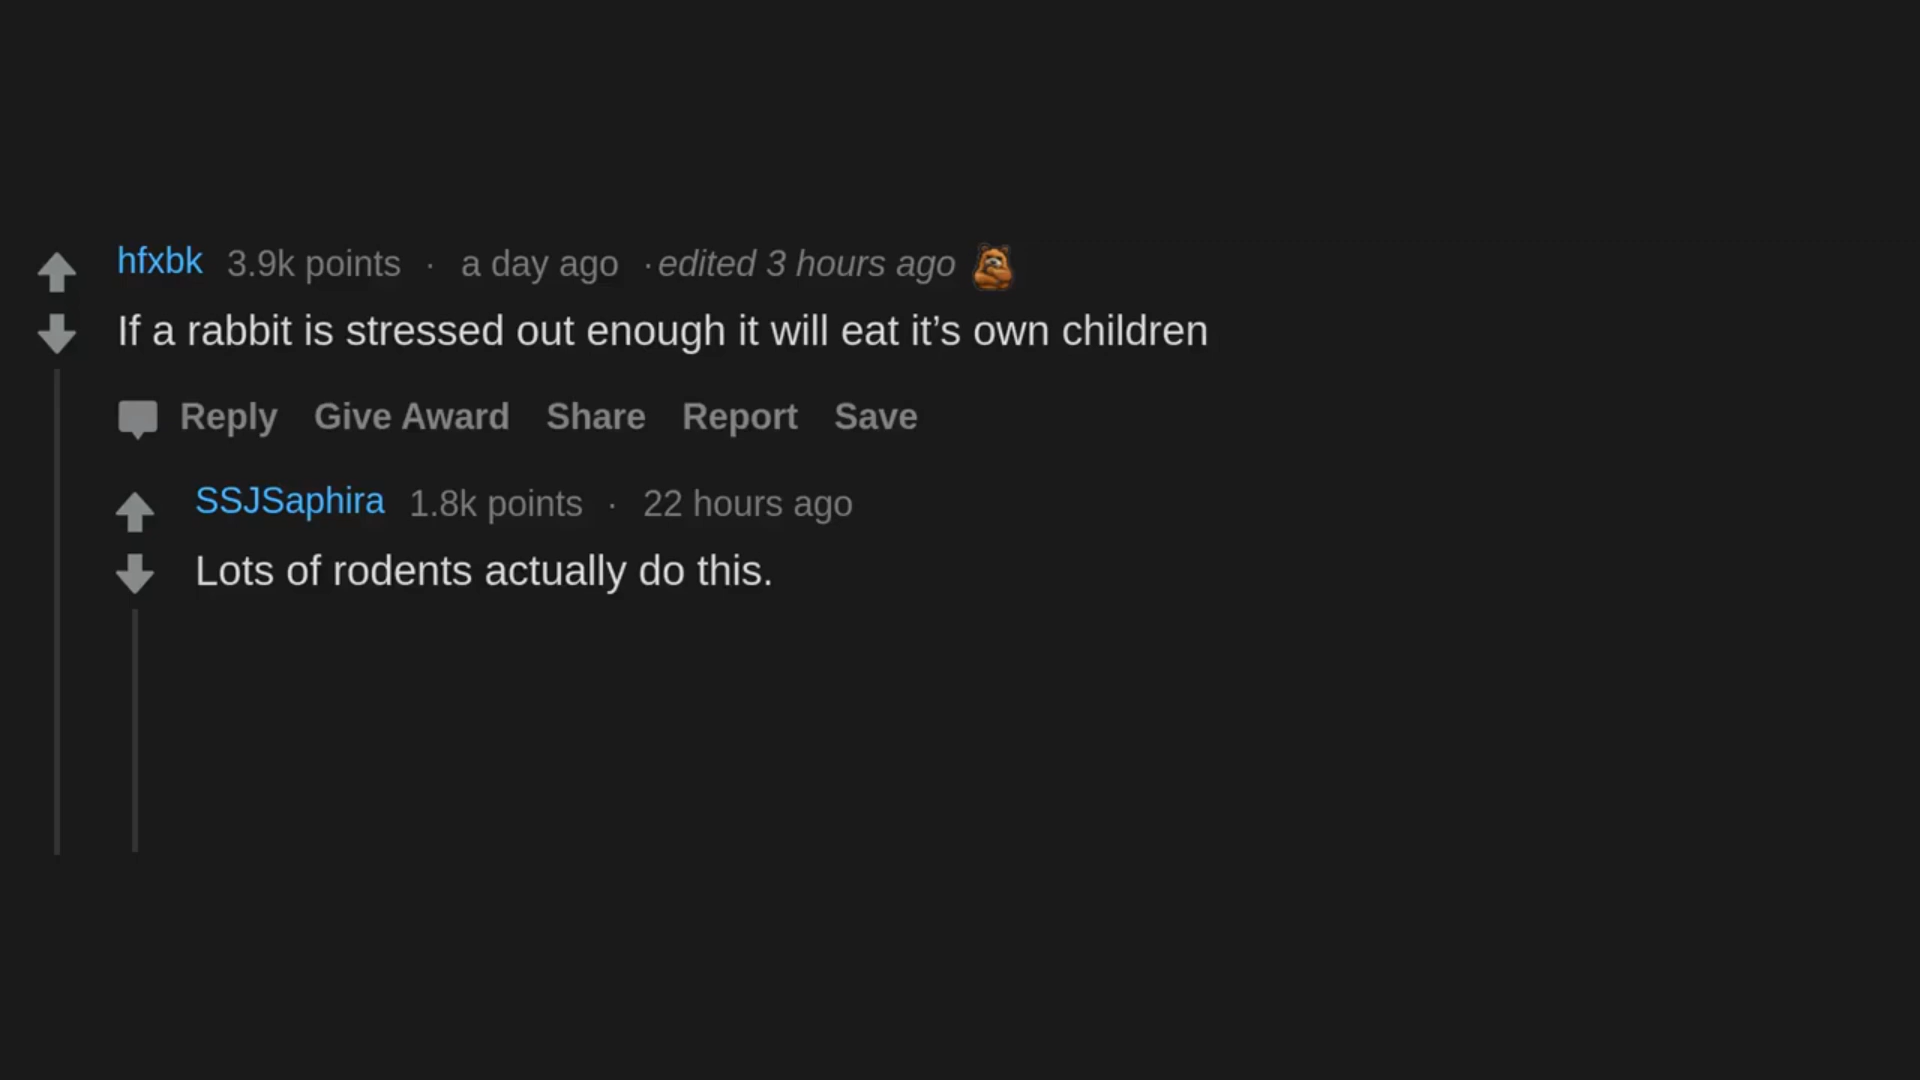 hfxbk 3.9k points · a day ago · edited 3 hours ago
If a rabbit is stressed out enough it will eat it’s own children
Reply Give Award Share Report Save
SSJSaphira 1.8k points · 22 hours ago
Lots of rodents actually do this.